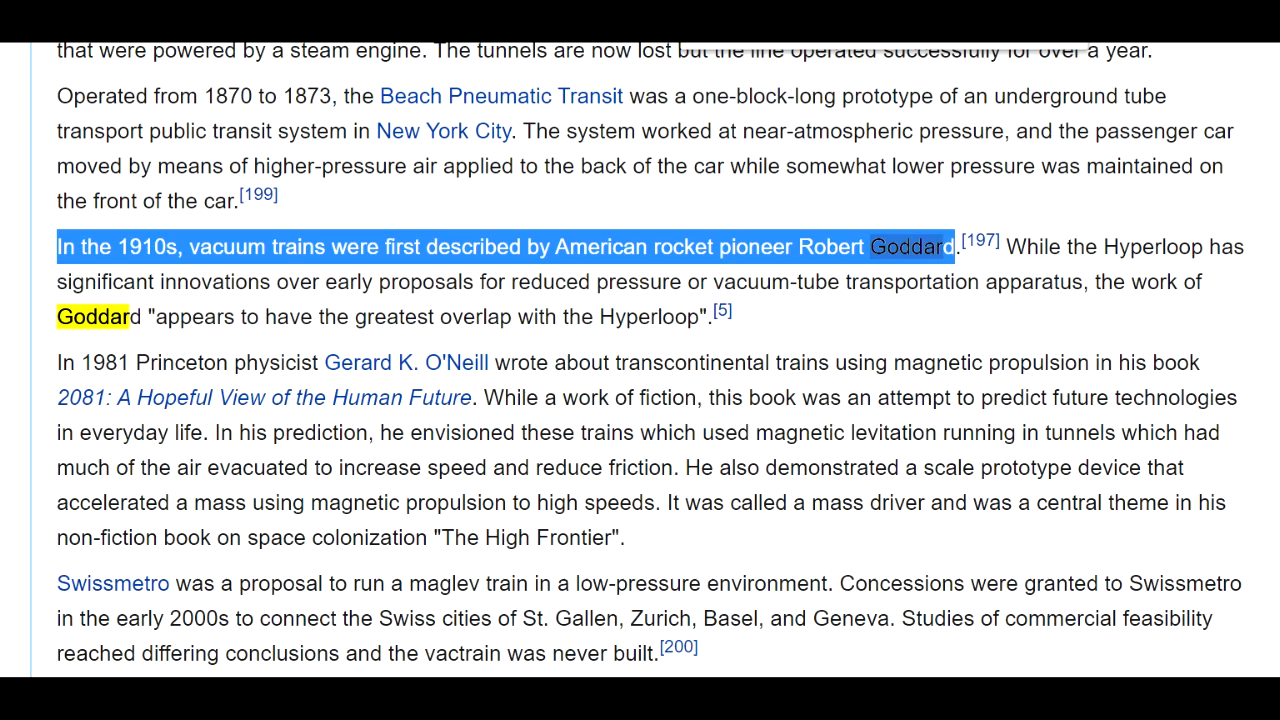 that were powered by a steam engine. The tunnels are now lost but the line operated successfully for over a year.
Operated from 1870 to 1873, the Beach Pneumatic Transit was a one-block-long prototype of an underground tube
transport public transit system in New York City. The system worked at near-atmospheric pressure, and the passenger car
moved by means of higher-pressure air applied to the back of the car while somewhat lower pressure was maintained on
the front of the car.[199]
In the 1910s, vacuum trains were first described by American rocket pioneer Robert Goddard.[197] While the Hyperloop has
significant innovations over early proposals for reduced pressure or vacuum-tube transportation apparatus, the work of
Goddard "appears to have the greatest overlap with the Hyperloop".[5]
In 1981 Princeton physicist Gerard K. O'Neill wrote about transcontinental trains using magnetic propulsion in his book
2081: A Hopeful View of the Human Future. While a work of fiction, this book was an attempt to predict future technologies
in everyday life. In his prediction, he envisioned these trains which used magnetic levitation running in tunnels which had
much of the air evacuated to increase speed and reduce friction. He also demonstrated a scale prototype device that
accelerated a mass using magnetic propulsion to high speeds. It was called a mass driver and was a central theme in his
non-fiction book on space colonization "The High Frontier".
Swissmetro was a proposal to run a maglev train in a low-pressure environment. Concessions were granted to Swissmetro
in the early 2000s to connect the Swiss cities of St. Gallen, Zurich, Basel, and Geneva. Studies of commercial feasibility
reached differing conclusions and the vactrain was never built.[200]